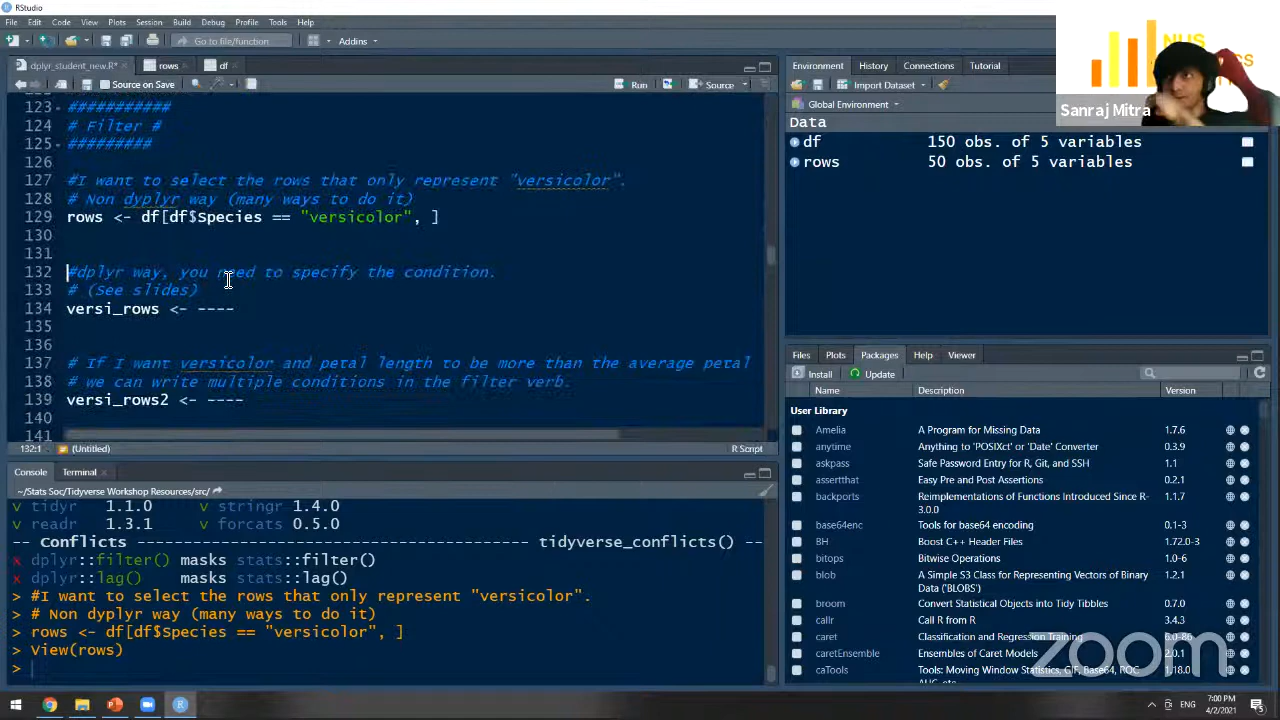 RStudio
File Edit Code View Plots Session Build Debug Profile Tools Help
Go to file/function Addins
dplyr_student_new.R* rows df
Source on Save Run Source
123 ###########
124 # Filter #
125 #########
126
127 #I want to select the rows that only represent "versicolor".
128 # Non dyplyr way (many ways to do it)
129 rows <- df[df$Species == "versicolor", ]
130
131
132 #dplyr way, you need to specify the condition.
133 # (See slides)
134 versi_rows <- ----
135
136
137 # If I want versicolor and petal length to be more than the average petal
138 # we can write multiple conditions in the filter verb.
139 versi_rows2 <- ----
140
141
132:1 (Untitled) R Script
Console Terminal
~/Stats Soc/Tidyverse Workshop Resources/src/
v tidyr 1.1.0 v stringr 1.4.0
v readr 1.3.1 v forcats 0.5.0
-- Conflicts ---------------------------------------- tidyverse_conflicts() --
x dplyr::filter() masks stats::filter()
x dplyr::lag() masks stats::lag()
> #I want to select the rows that only represent "versicolor".
> # Non dyplyr way (many ways to do it)
> rows <- df[df$Species == "versicolor", ]
> View(rows)
>
Environment History Connections Tutorial
Import Dataset
Global Environment
Data
df 150 obs. of 5 variables
rows 50 obs. of 5 variables
NUS
Sanraj Mitra
Files Plots Packages Help Viewer
Install Update
Name Description Version
User Library
Amelia A Program for Missing Data 1.7.6
anytime Anything to 'POSIXct' or 'Date' Converter 0.3.9
askpass Safe Password Entry for R, Git, and SSH 1.1
assertthat Easy Pre and Post Assertions 0.2.1
backports Reimplementations of Functions Introduced Since R-3.0.0 1.1.7
base64enc Tools for base64 encoding 0.1-3
BH Boost C++ Header Files 1.72.0-3
bitops Bitwise Operations 1.0-6
blob A Simple S3 Class for Representing Vectors of Binary Data ('BLOBS') 1.2.1
broom Convert Statistical Objects into Tidy Tibbles 0.7.0
callr Call R from R 3.4.3
caret Classification and Regression Training 6.0-86
caretEnsemble Ensembles of Caret Models 2.0.1
caTools Tools: Moving Window Statistics, GIF, Base64, ROC 1.18.0
zoom
ENG
7:00 PM
4/2/2021